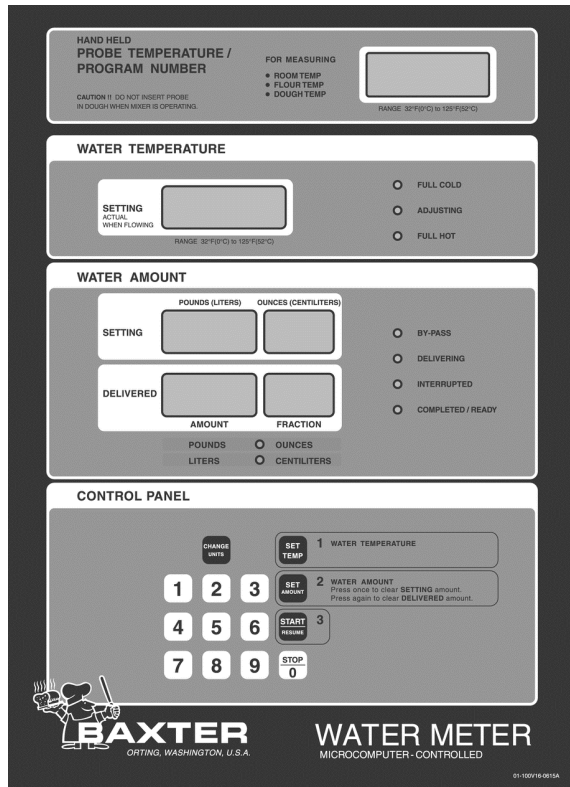 HAND HELD
PROBE TEMPERATURE /
PROGRAM NUMBER
CAUTION !! DO NOT INSERT PROBE
IN DOUGH WHEN MIXER IS OPERATING.
FOR MEASURING
• ROOM TEMP
• FLOUR TEMP
• DOUGH TEMP
RANGE 32°F(0°C) to 125°F(52°C)
WATER TEMPERATURE
SETTING
ACTUAL
WHEN FLOWING
RANGE 32°F(0°C) to 125°F(52°C)
FULL COLD
ADJUSTING
FULL HOT
WATER AMOUNT
POUNDS (LITERS) OUNCES (CENTILITERS)
SETTING
DELIVERED
AMOUNT FRACTION
POUNDS OUNCES
LITERS CENTILITERS
BY-PASS
DELIVERING
INTERRUPTED
COMPLETED / READY
CONTROL PANEL
CHANGE
UNITS
SET
TEMP
1 WATER TEMPERATURE
1 2 3
SET
AMOUNT
2 WATER AMOUNT
Press once to clear SETTING amount.
Press again to clear DELIVERED amount.
4 5 6
START
RESUME
3
7 8 9
STOP
0
BAXTER
ORTING, WASHINGTON, U.S.A.
WATER METER
MICROCOMPUTER - CONTROLLED
01-100V16-0615A